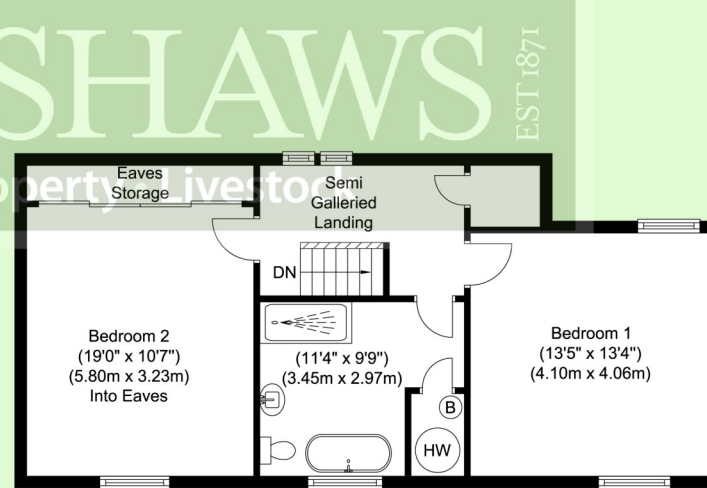 SHAWS
EST 1871
operty · Livestock
Eaves
Storage
Semi
Galleried
Landing
DN
Bedroom 2
(19'0" x 10'7")
(5.80m x 3.23m)
Into Eaves
(11'4" x 9'9")
(3.45m x 2.97m)
Bedroom 1
(13'5" x 13'4")
(4.10m x 4.06m)
B
HW